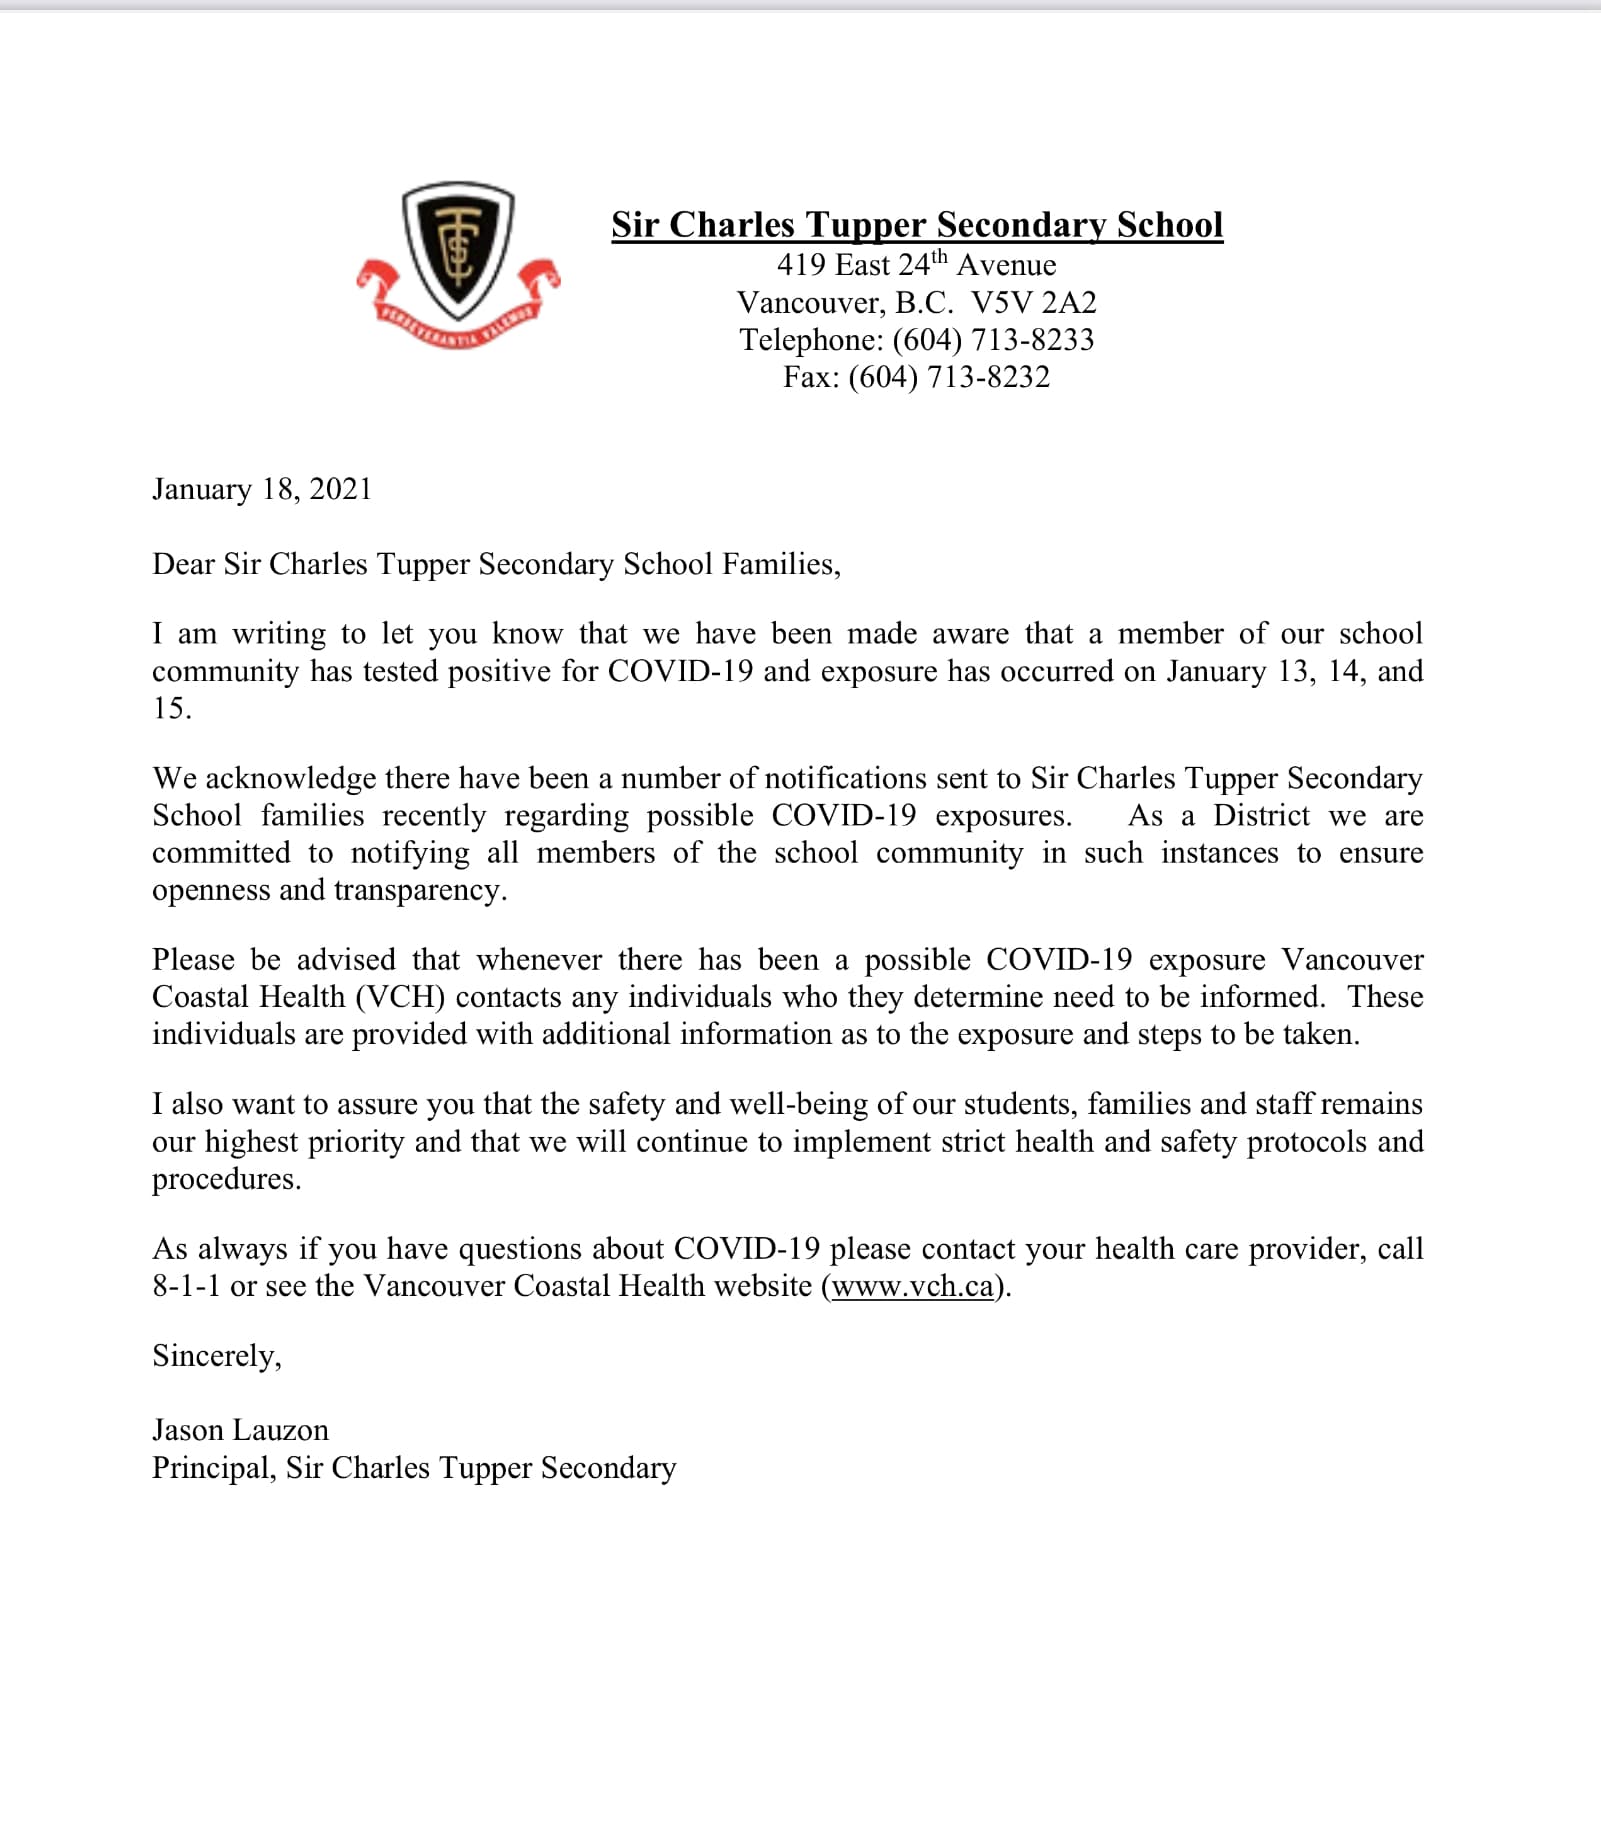 Sir Charles Tupper Secondary School
419 East 24th Avenue
Vancouver, B.C. V5V 2A2
Telephone: (604) 713-8233
Fax: (604) 713-8232
PERSEVERANTIA VALEMUS
January 18, 2021
Dear Sir Charles Tupper Secondary School Families,
I am writing to let you know that we have been made aware that a member of our school
community has tested positive for COVID-19 and exposure has occurred on January 13, 14, and
15.
We acknowledge there have been a number of notifications sent to Sir Charles Tupper Secondary
School families recently regarding possible COVID-19 exposures. As a District we are
committed to notifying all members of the school community in such instances to ensure
openness and transparency.
Please be advised that whenever there has been a possible COVID-19 exposure Vancouver
Coastal Health (VCH) contacts any individuals who they determine need to be informed. These
individuals are provided with additional information as to the exposure and steps to be taken.
I also want to assure you that the safety and well-being of our students, families and staff remains
our highest priority and that we will continue to implement strict health and safety protocols and
procedures.
As always if you have questions about COVID-19 please contact your health care provider, call
8-1-1 or see the Vancouver Coastal Health website (www.vch.ca).
Sincerely,
Jason Lauzon
Principal, Sir Charles Tupper Secondary